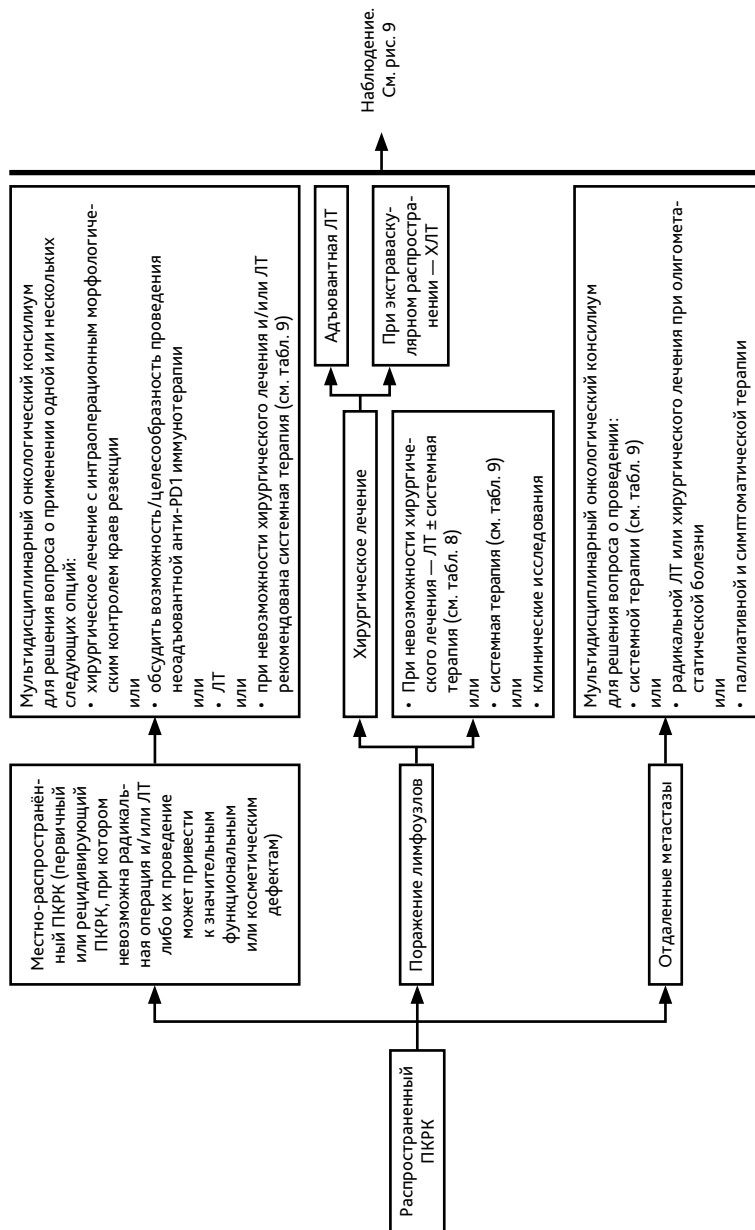 Распространенный
ПКРК
Местно-распространён-
ный ПКРК (первичный
или рецидивирующий
ПКРК, при котором
невозможна радикаль-
ная операция и/или ЛТ
либо их проведение
может привести
к значительным
функциональным
или косметическим
дефектам)
Мультидисциплинарный онкологический консилиум
для решения вопроса о применении одной или нескольких
следующих опций:
• хирургическое лечение с интраоперационным морфологиче-
ским контролем краев резекции
или
• обсудить возможность/целесообразность проведения
неоадъювантной анти-PD1 иммунотерапии
или
• ЛТ
или
• при невозможности хирургического лечения и/или ЛТ
рекомендована системная терапия (см. табл. 9)
Поражение лимфоузлов
Хирургическое лечение
Адъювантная ЛТ
При экстраваску-
лярном распростра-
нении — ХЛТ
• При невозможности хирургиче-
ского лечения — ЛТ ± системная
терапия (см. табл. 8)
или
• системная терапия (см. табл. 9)
или
• клинические исследования
Отдаленные метастазы
Мультидисциплинарный онкологический консилиум
для решения вопроса о проведении:
• системной терапии (см. табл. 9)
или
• радикальной ЛТ или хирургического лечения при олигомета-
статической болезни
или
• паллиативной и симптоматической терапии
Наблюдение.
См. рис. 9